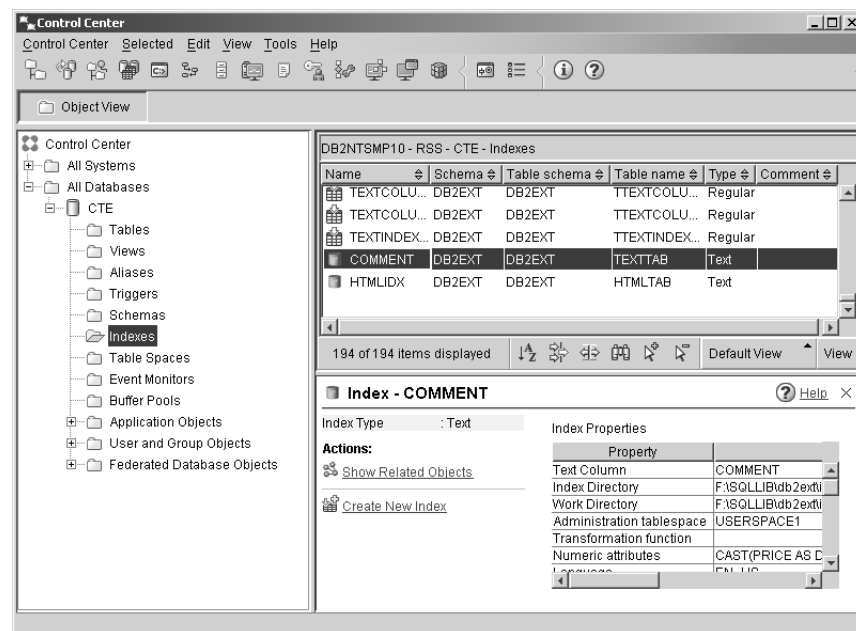 Control Center
Control Center Selected Edit View Tools Help
Object View
Control Center
All Systems
All Databases
CTE
Tables
Views
Aliases
Triggers
Schemas
Indexes
Table Spaces
Event Monitors
Buffer Pools
Application Objects
User and Group Objects
Federated Database Objects
DB2NTSMP10 - RSS - CTE - Indexes
Name Schema Table schema Table name Type Comment
TEXTCOLU... DB2EXT DB2EXT TTEXTCOLU... Regular
TEXTCOLU... DB2EXT DB2EXT TTEXTCOLU... Regular
TEXTINDEX... DB2EXT DB2EXT TTEXTINDEX... Regular
COMMENT DB2EXT DB2EXT TEXTTAB Text
HTMLIDX DB2EXT DB2EXT HTMLTAB Text
194 of 194 items displayed Default View View
Index - COMMENT Help
Index Type : Text
Actions:
Show Related Objects
Create New Index
Index Properties
Property
Text Column COMMENT
Index Directory F:\SQLLIB\db2ext\i
Work Directory F:\SQLLIB\db2ext\i
Administration tablespace USERSPACE1
Transformation function
Numeric attributes CAST(PRICE AS D
Language EN_US